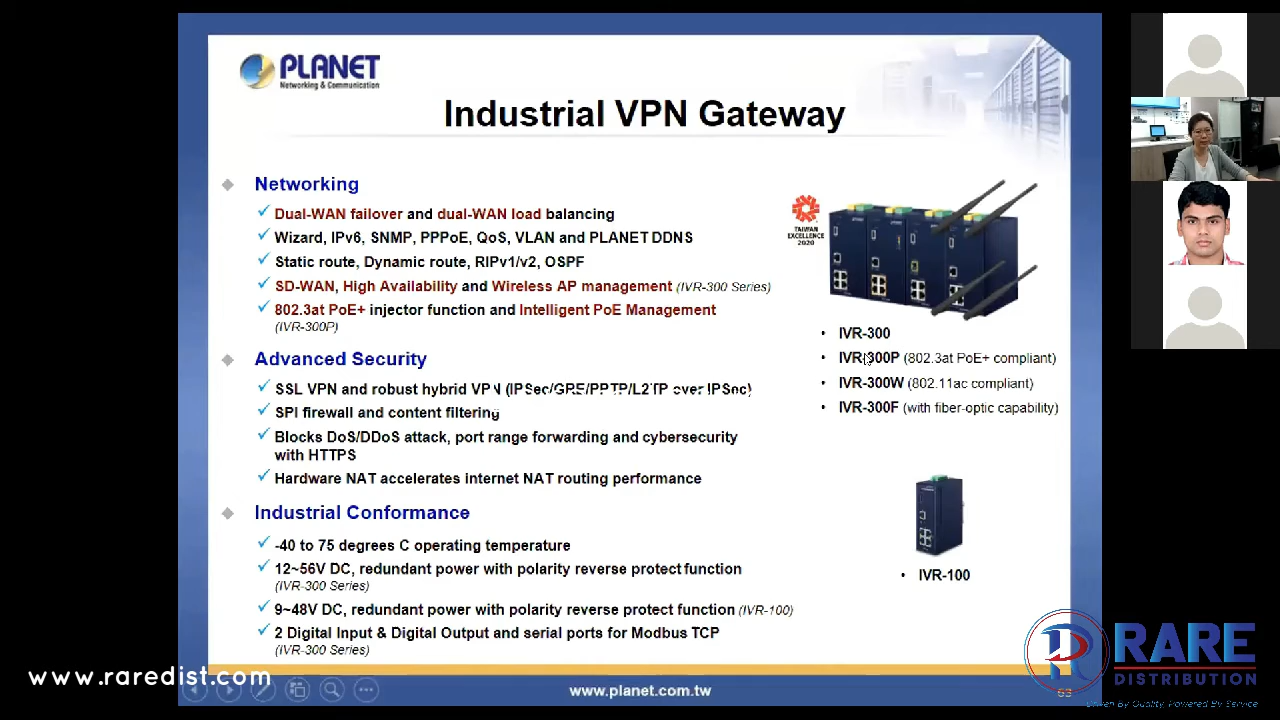 PLANET
Networking & Communication
Industrial VPN Gateway
Networking
Dual-WAN failover and dual-WAN load balancing
Wizard, IPv6, SNMP, PPPoE, QoS, VLAN and PLANET DDNS
Static route, Dynamic route, RIPv1/v2, OSPF
SD-WAN, High Availability and Wireless AP management (IVR-300 Series)
802.3at PoE+ injector function and Intelligent PoE Management
(IVR-300P)
Advanced Security
SSL VPN and robust hybrid VPN (IPSec/GRE/PPTP/L2TP over IPSec)
SPI firewall and content filtering
Blocks DoS/DDoS attack, port range forwarding and cybersecurity
with HTTPS
Hardware NAT accelerates internet NAT routing performance
Industrial Conformance
-40 to 75 degrees C operating temperature
12~56V DC, redundant power with polarity reverse protect function
(IVR-300 Series)
9~48V DC, redundant power with polarity reverse protect function (IVR-100)
2 Digital Input & Digital Output and serial ports for Modbus TCP
(IVR-300 Series)
TAIWAN
EXCELLENCE
2020
• IVR-300
• IVR-300P (802.3at PoE+ compliant)
• IVR-300W (802.11ac compliant)
• IVR-300F (with fiber-optic capability)
• IVR-100
www.raredist.com
www.planet.com.tw
63
RARE
DISTRIBUTION
Driven By Quality, Powered By Service